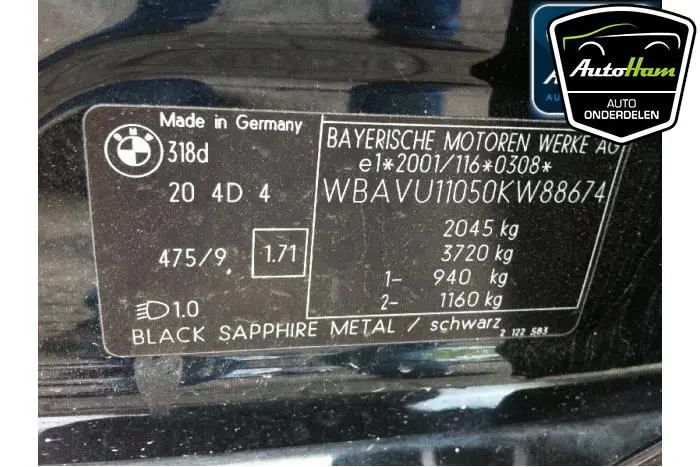 Made in Germany
318d
20 4D 4
475/9 1.71
1.0
BLACK SAPPHIRE METAL / schwarz
BAYERISCHE MOTOREN WERKE AG
e1*2001/116*0308*
WBAVU11050KW88674
2045 kg
3720 kg
1- 940 kg
2- 1160 kg
2 122 583
BMW
AutoHam
AUTO
ONDERDELEN